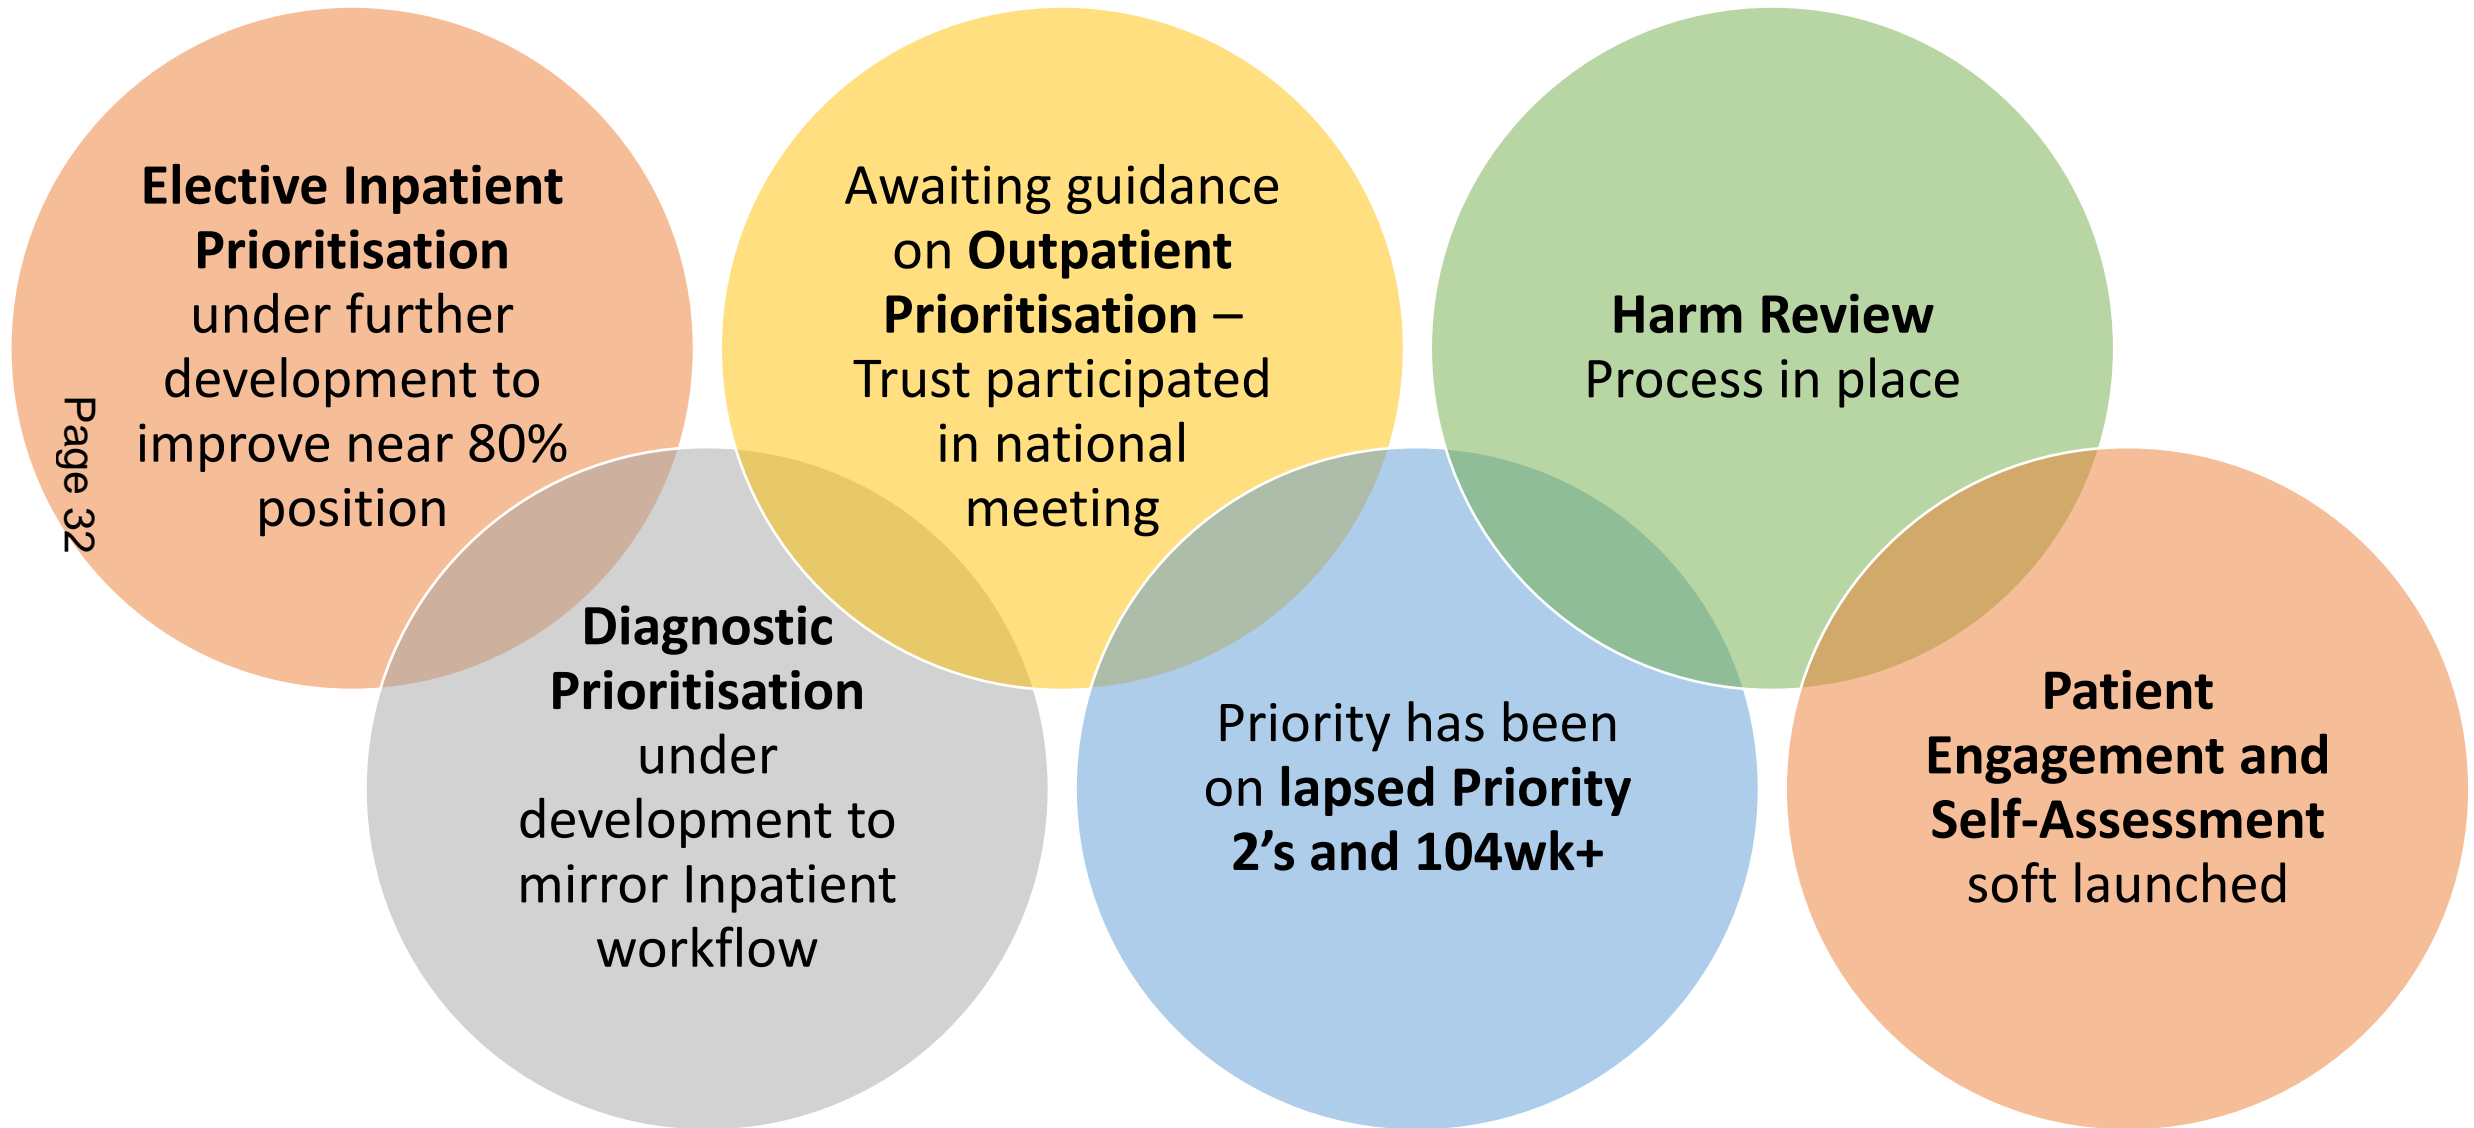 Elective Inpatient
Prioritisation
under further
development to
improve near 80%
position
Page 32
Diagnostic
Prioritisation
under
development to
mirror Inpatient
workflow
Awaiting guidance
on Outpatient
Prioritisation –
Trust participated
in national
meeting
Priority has been
on lapsed Priority
2’s and 104wk+
Harm Review
Process in place
Patient
Engagement and
Self-Assessment
soft launched